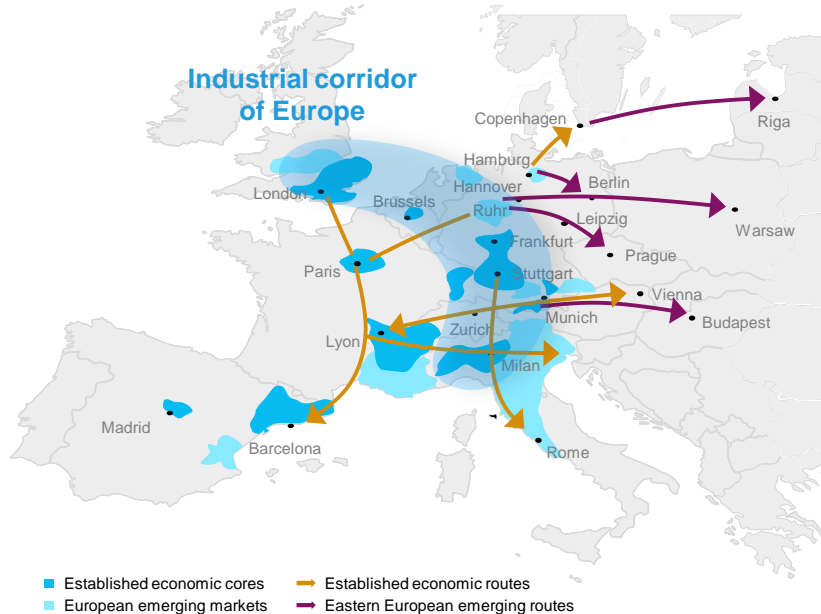 Industrial corridor
of Europe
Copenhagen
Riga
Hamburg
Hannover
Berlin
London
Brussels
Ruhr
Leipzig
Warsaw
Frankfurt
Prague
Paris
Stuttgart
Vienna
Munich
Zurich
Budapest
Lyon
Milan
Madrid
Barcelona
Rome
Established economic cores
Established economic routes
European emerging markets
Eastern European emerging routes